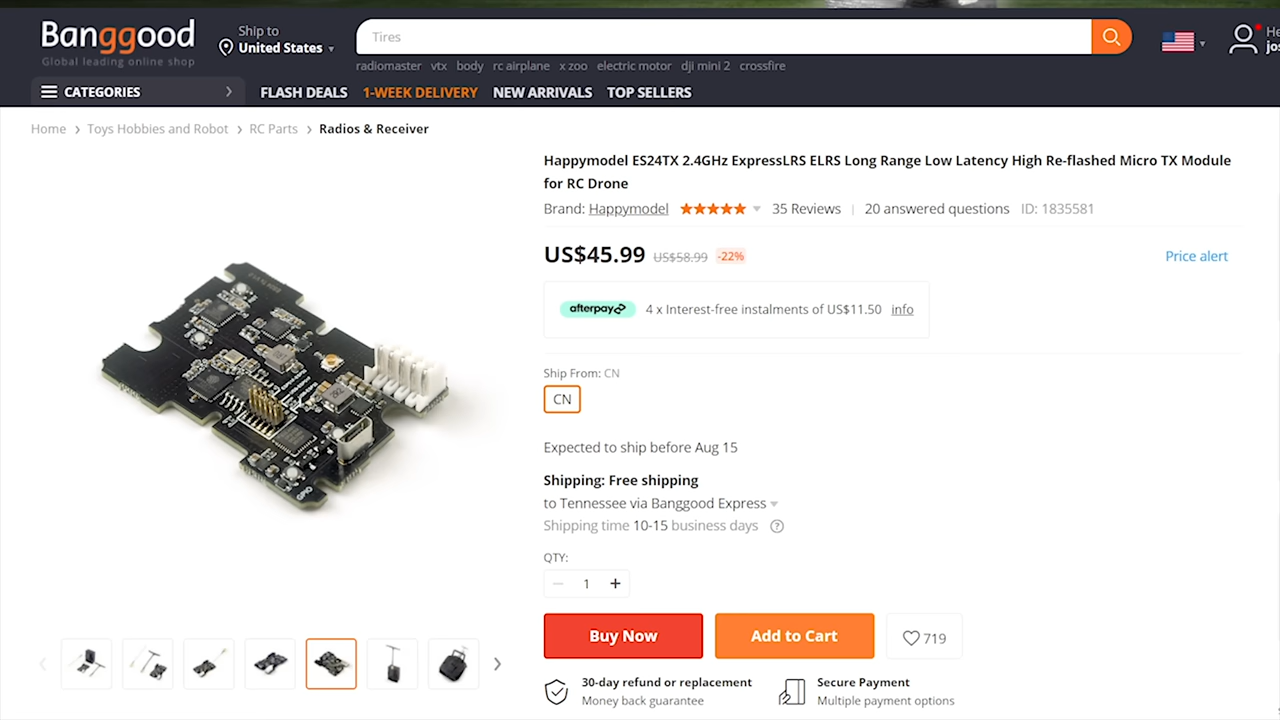 Banggood
Global leading online shop
Ship to
United States
Tires
radiomaster vtx body rc airplane x zoo electric motor dji mini 2 crossfire
He
jos
CATEGORIES
FLASH DEALS 1-WEEK DELIVERY NEW ARRIVALS TOP SELLERS
Home > Toys Hobbies and Robot > RC Parts > Radios & Receiver
Happymodel ES24TX 2.4GHz ExpressLRS ELRS Long Range Low Latency High Re-flashed Micro TX Module
for RC Drone
Brand: Happymodel 35 Reviews | 20 answered questions ID: 1835581
US$45.99 US$58.99 -22% Price alert
afterpay 4 x Interest-free instalments of US$11.50 info
Ship From: CN
CN
Expected to ship before Aug 15
Shipping: Free shipping
to Tennessee via Banggood Express
Shipping time 10-15 business days ?
QTY:
− 1 +
Buy Now Add to Cart 719
30-day refund or replacement
Money back guarantee
Secure Payment
Multiple payment options
GPIO